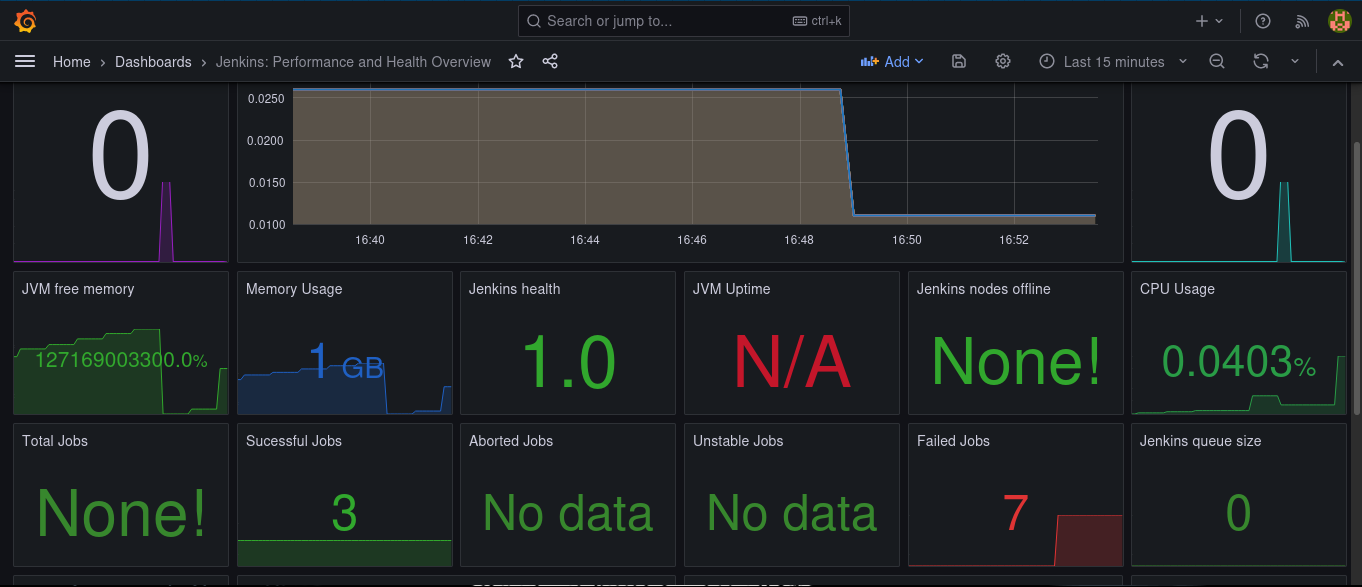 Search or jump to...
ctrl+k
Home › Dashboards › Jenkins: Performance and Health Overview
Add
Last 15 minutes
0
0.0250
0.0200
0.0150
0.0100
16:40 16:42 16:44 16:46 16:48 16:50 16:52
0
JVM free memory
127169003300.0%
Memory Usage
1 GB
Jenkins health
1.0
JVM Uptime
N/A
Jenkins nodes offline
None!
CPU Usage
0.0403%
Total Jobs
None!
Sucessful Jobs
3
Aborted Jobs
No data
Unstable Jobs
No data
Failed Jobs
7
Jenkins queue size
0